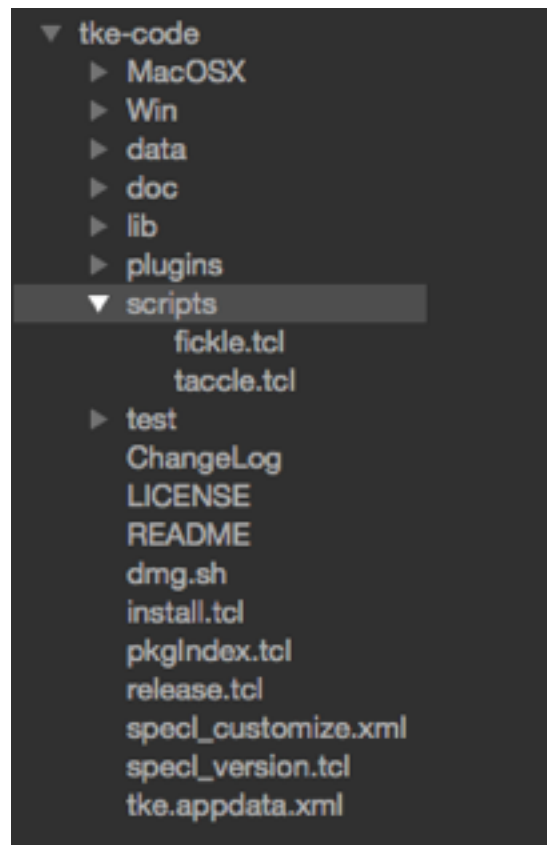 tke-code
MacOSX
Win
data
doc
lib
plugins
scripts
fickle.tcl
taccle.tcl
test
ChangeLog
LICENSE
README
dmg.sh
install.tcl
pkgIndex.tcl
release.tcl
specl_customize.xml
specl_version.tcl
tke.appdata.xml